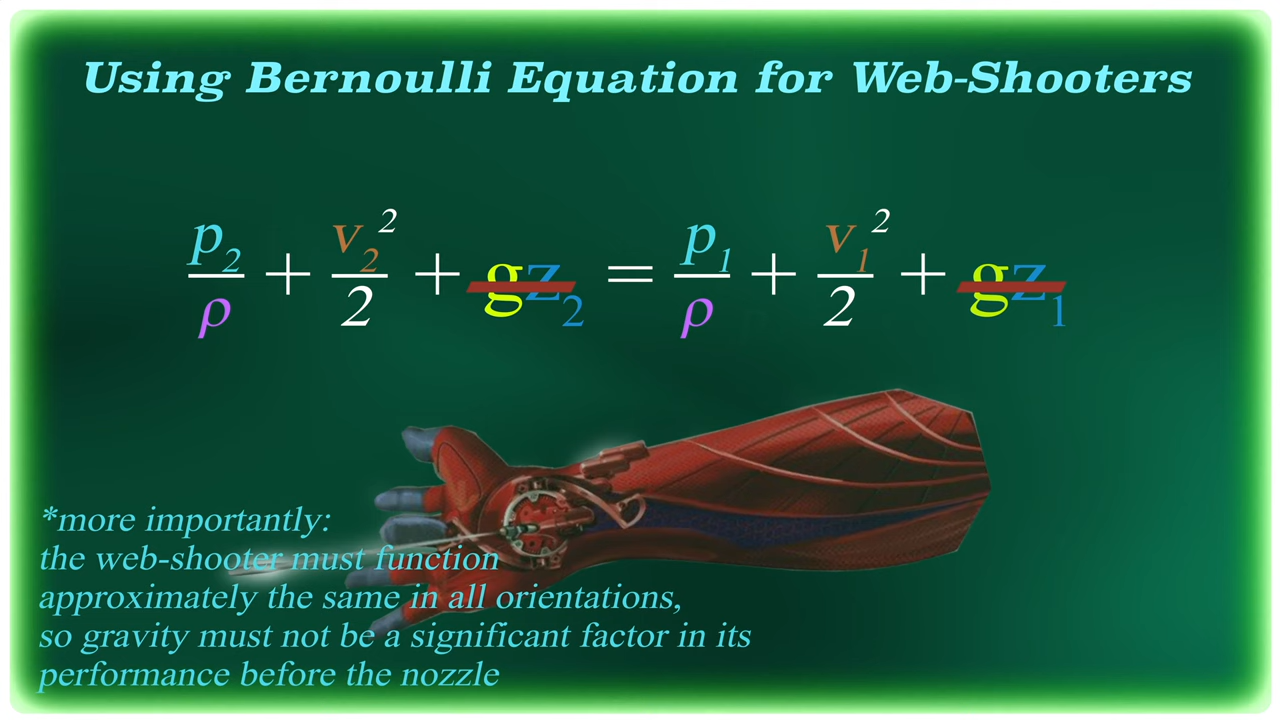 Using Bernoulli Equation for Web-Shooters
p₂/ρ + v₂²/2 + gz₂ = p₁/ρ + v₁²/2 + gz₁
*more importantly:
the web-shooter must function
approximately the same in all orientations,
so gravity must not be a significant factor in its
performance before the nozzle